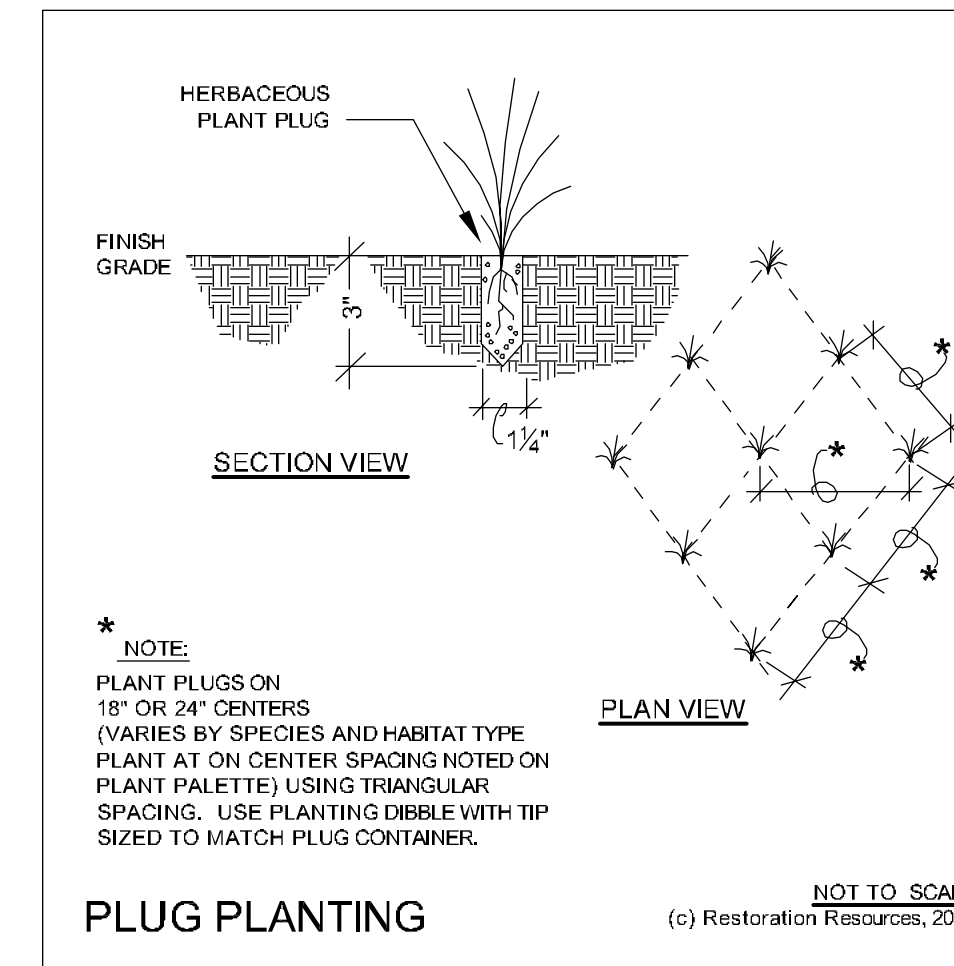 HERBACEOUS
PLANT PLUG
FINISH
GRADE
3"
1¼"
SECTION VIEW
*
*
*
*
* NOTE:
PLANT PLUGS ON
18" OR 24" CENTERS
(VARIES BY SPECIES AND HABITAT TYPE
PLANT AT ON CENTER SPACING NOTED ON
PLANT PALETTE) USING TRIANGULAR
SPACING. USE PLANTING DIBBLE WITH TIP
SIZED TO MATCH PLUG CONTAINER.
PLAN VIEW
PLUG PLANTING
NOT TO
(c) Restoration Resources,